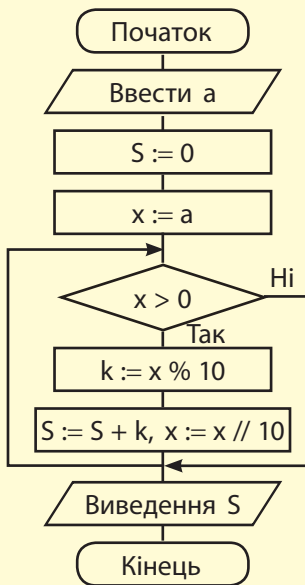 Початок
Ввести a
S := 0
x := a
x > 0
Ні
Так
k := x % 10
S := S + k, x := x // 10
Виведення S
Кінець